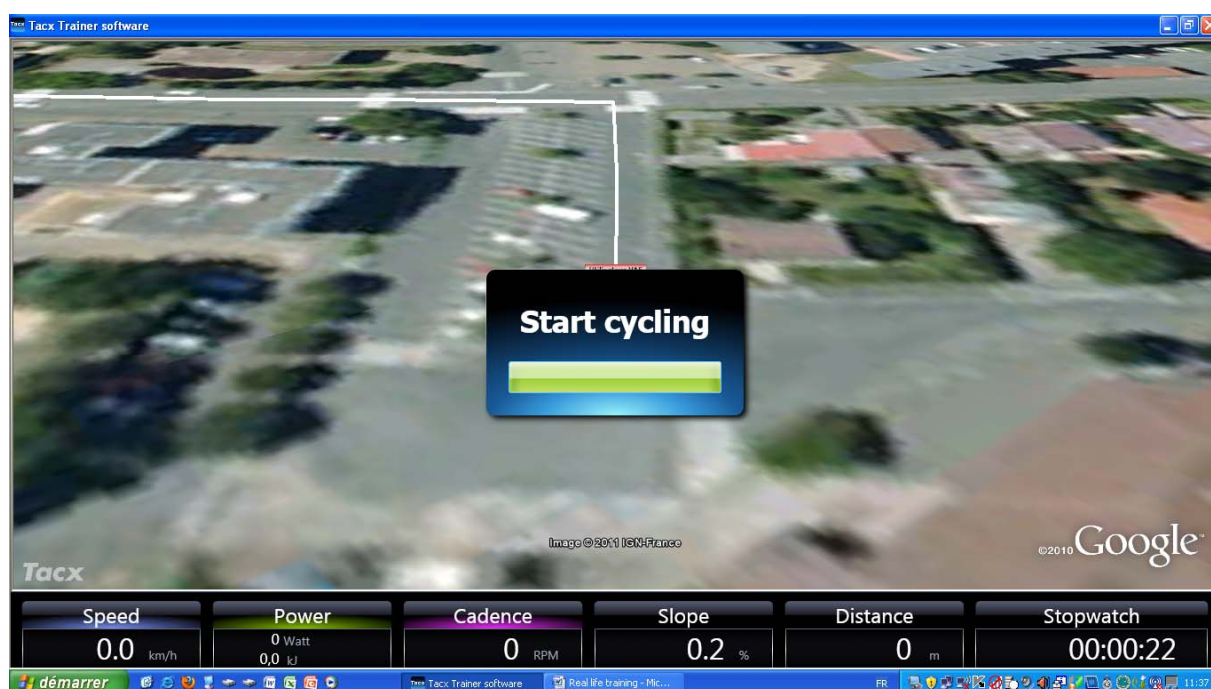 Tacx Trainer software
Start cycling
Image © 2011 IGN-France
©2010 Google
Tacx
Speed
0.0 km/h
Power
0 Watt
0,0 kJ
Cadence
0 RPM
Slope
0.2 %
Distance
0 m
Stopwatch
00:00:22
démarrer
Tacx Trainer software
Real life training - Mic...
FR
11:37